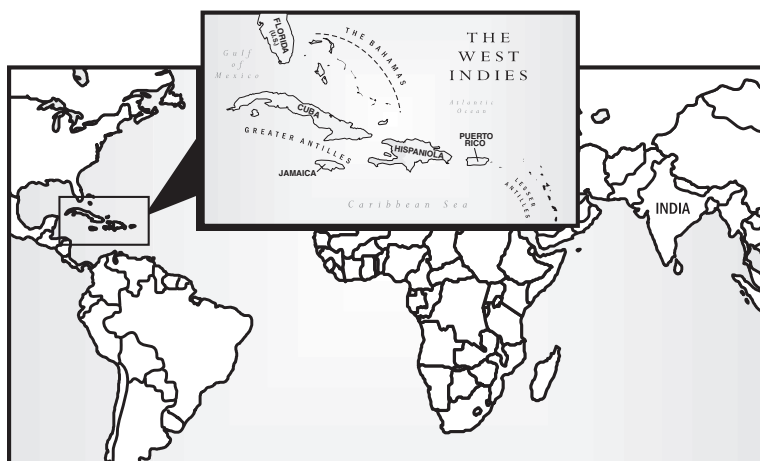 FLORIDA
(U.S)
THE BAHAMAS
THE
WEST
INDIES
Gulf
of
Mexico
Atlantic
Ocean
CUBA
GREATER ANTILLES
HISPANIOLA
PUERTO
RICO
JAMAICA
LESSER
ANTILLES
Caribbean Sea
INDIA